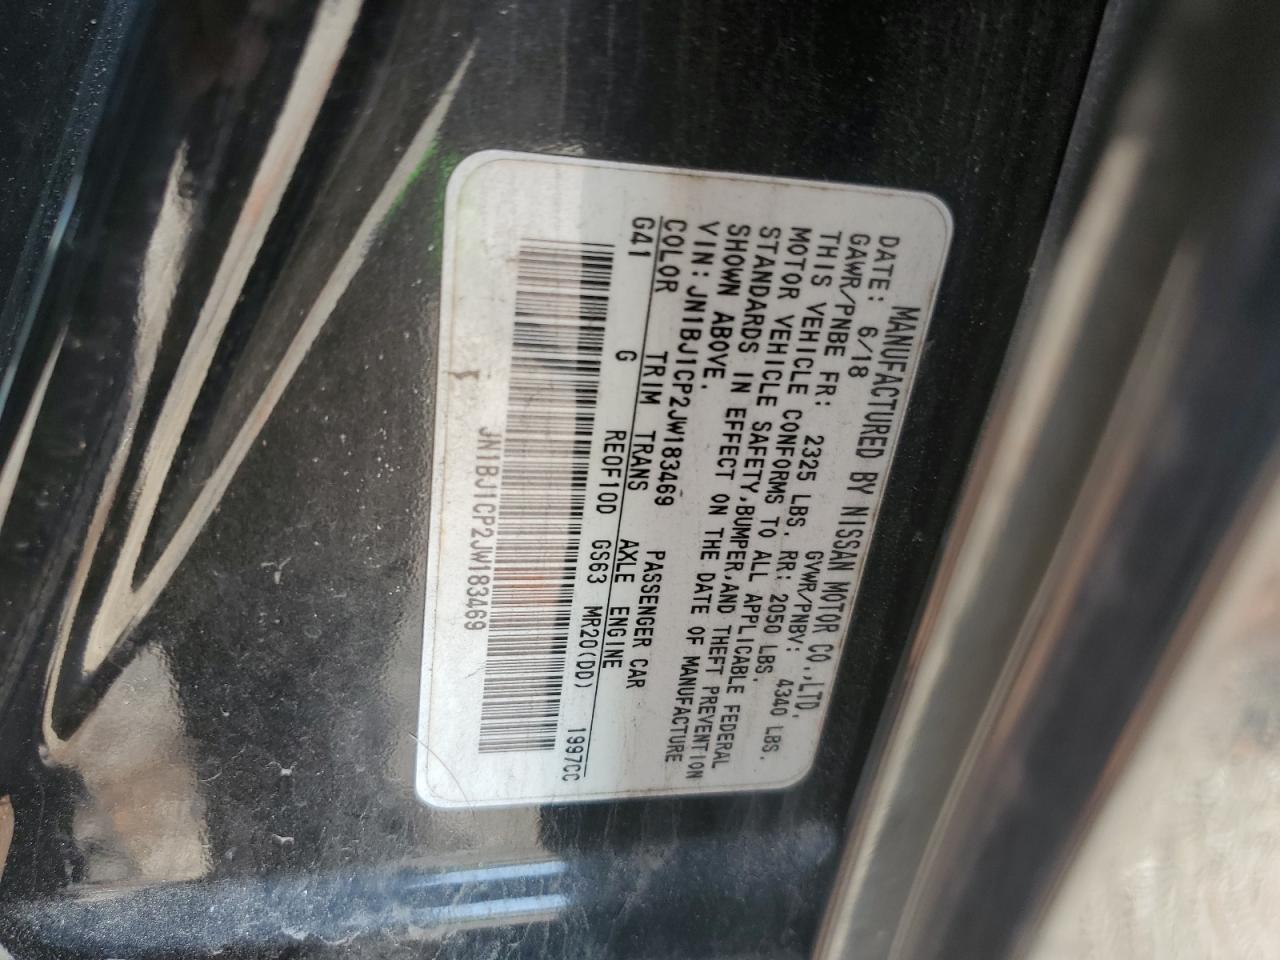 MANUFACTURED BY NISSAN MOTOR CO.,LTD.
DATE: 6/18 GVWR/PNBV: 4340 LBS.
GAWR/PNBE FR: 2325 LBS. RR: 2050 LBS.
THIS VEHICLE CONFORMS TO ALL APPLICABLE FEDERAL
MOTOR VEHICLE SAFETY,BUMPER,AND THEFT PREVENTION
STANDARDS IN EFFECT ON THE DATE OF MANUFACTURE
SHOWN ABOVE.
VIN: JN1BJ1CP2JW183469 PASSENGER CAR
COLOR TRIM TRANS AXLE ENGINE
G41 G RE0F10D GS63 MR20(DD) 1997CC
JN1BJ1CP2JW183469